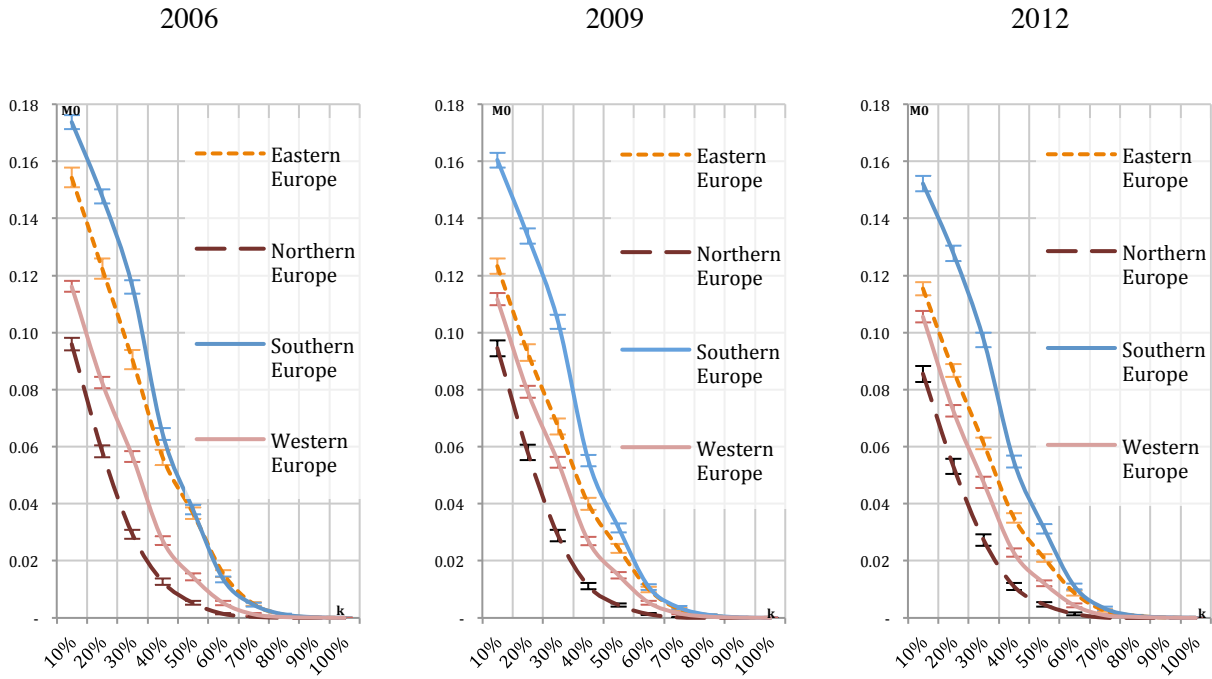 2006
2009
2012
0.18
0.16
0.14
0.12
0.10
0.08
0.06
0.04
0.02
-
M0
Eastern
Europe
Northern
Europe
Southern
Europe
Western
Europe
k
10%
20%
30%
40%
50%
60%
70%
80%
90%
100%
0.18
0.16
0.14
0.12
0.10
0.08
0.06
0.04
0.02
-
M0
Eastern
Europe
Northern
Europe
Southern
Europe
Western
Europe
k
10%
20%
30%
40%
50%
60%
70%
80%
90%
100%
0.18
0.16
0.14
0.12
0.10
0.08
0.06
0.04
0.02
-
M0
Eastern
Europe
Northern
Europe
Southern
Europe
Western
Europe
k
10%
20%
30%
40%
50%
60%
70%
80%
90%
100%